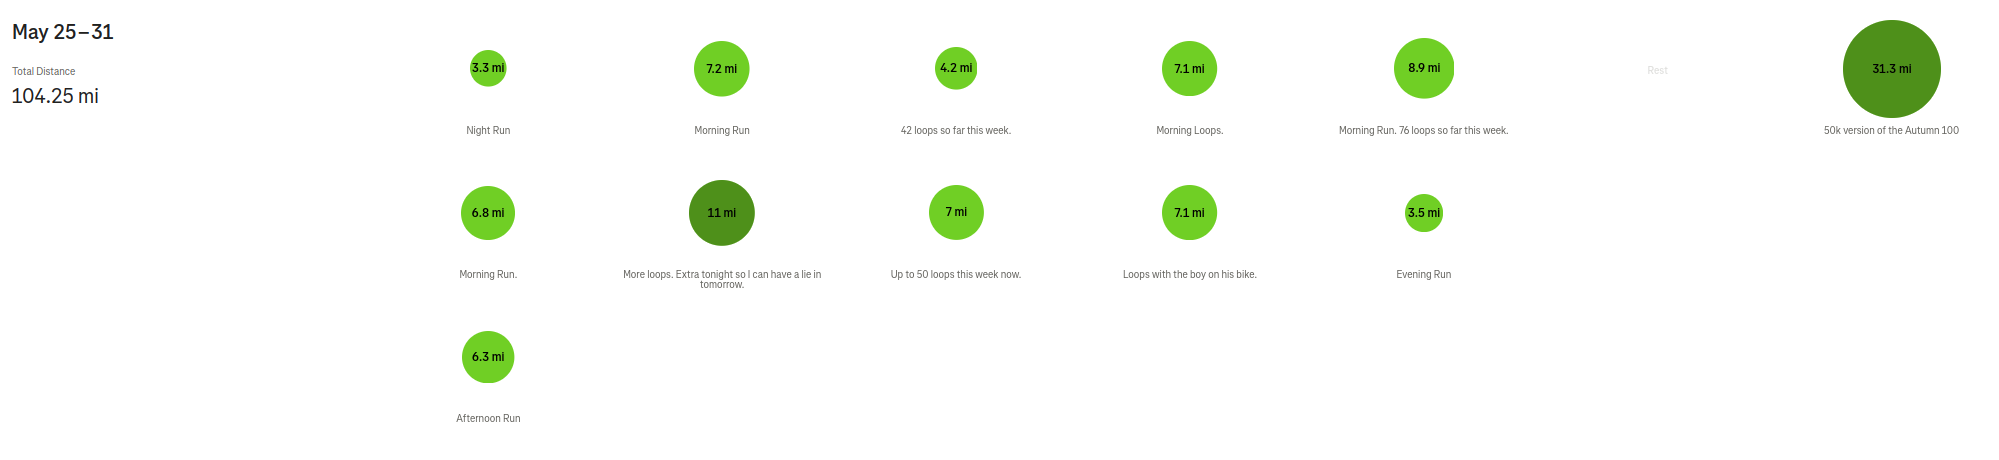 May 25–31
Total Distance
104.25 mi
3.3 mi
7.2 mi
4.2 mi
7.1 mi
8.9 mi
Rest
31.3 mi
Night Run
Morning Run
42 loops so far this week.
Morning Loops.
Morning Run. 76 loops so far this week.
50k version of the Autumn 100
6.8 mi
11 mi
7 mi
7.1 mi
3.5 mi
Morning Run.
More loops. Extra tonight so I can have a lie in
tomorrow.
Up to 50 loops this week now.
Loops with the boy on his bike.
Evening Run
6.3 mi
Afternoon Run